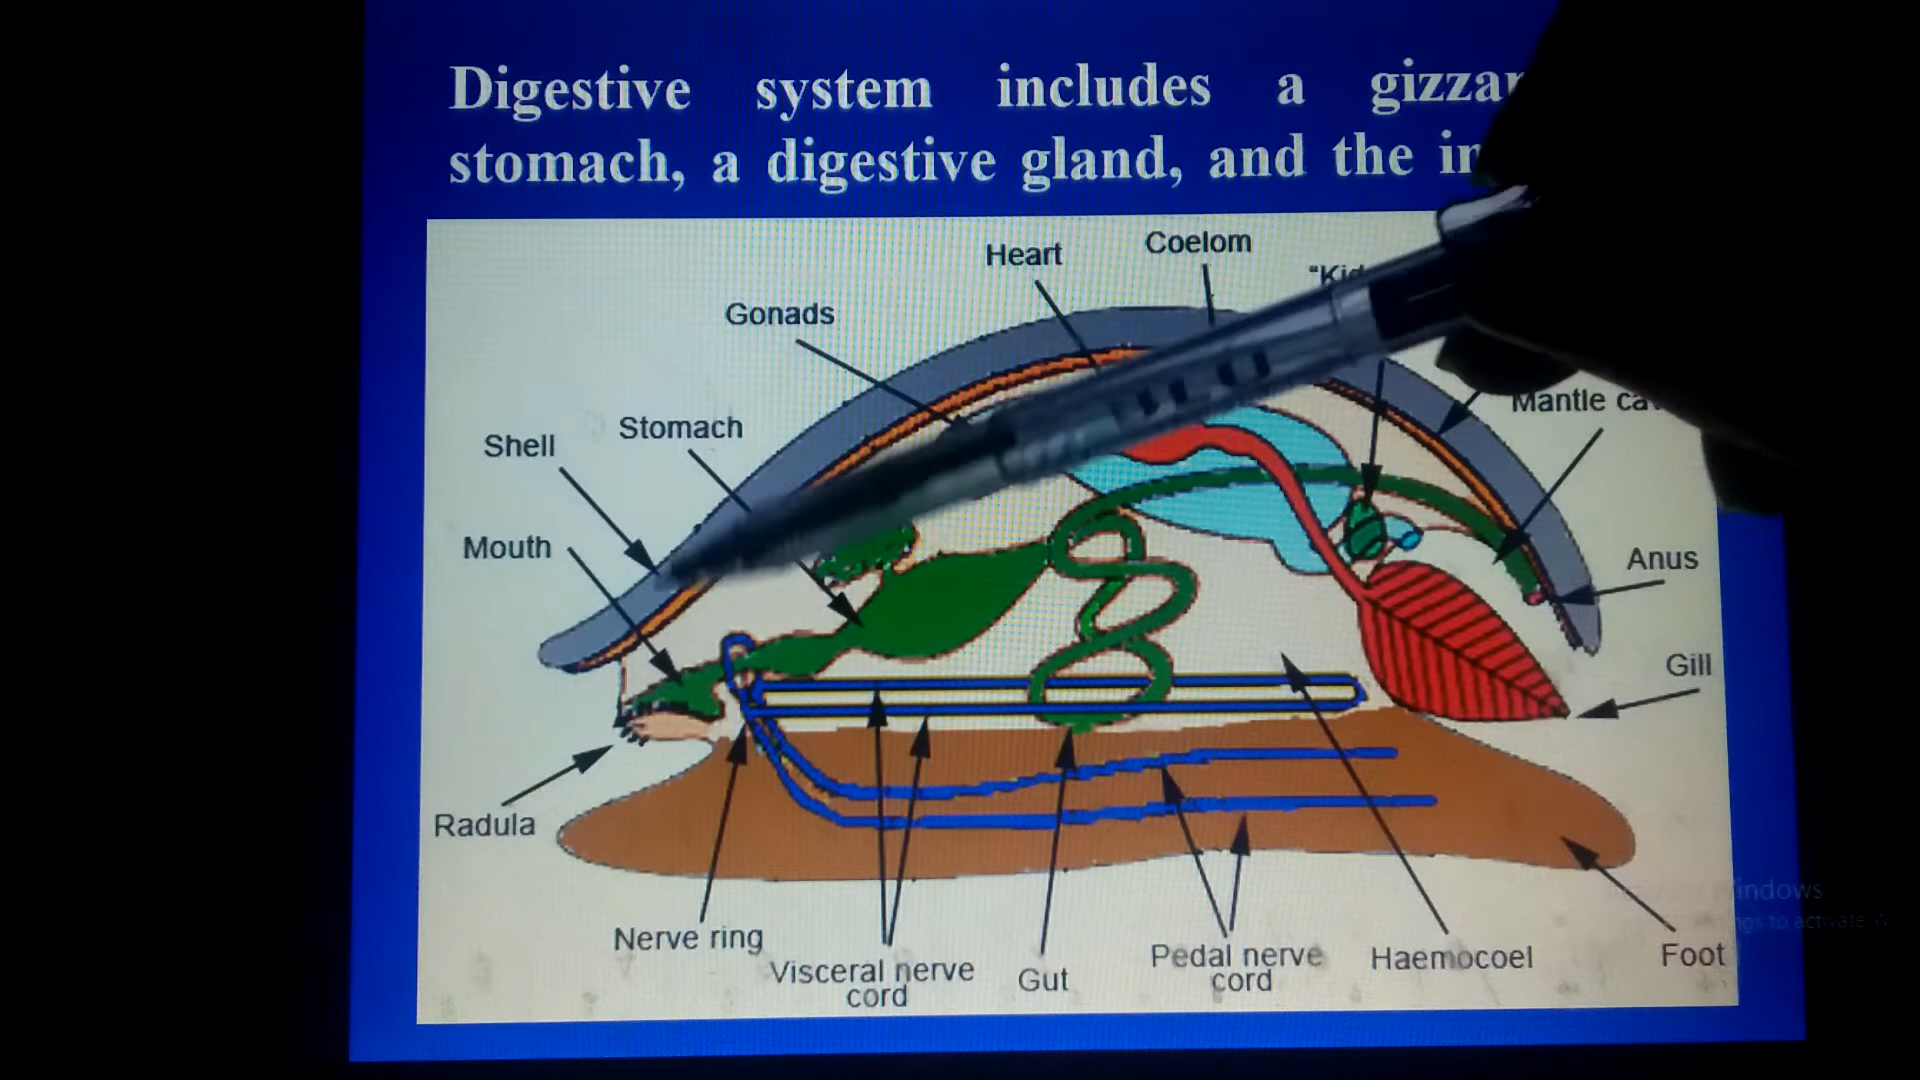 Digestive system includes a
stomach, a digestive gland, and the
Heart
Coelom
Gonads
Mantle
Stomach
Shell
Mouth
Anus
Gill
Radula
Nerve ring
Visceral nerve
cord
Gut
Pedal nerve
cord
Haemocoel
Foot